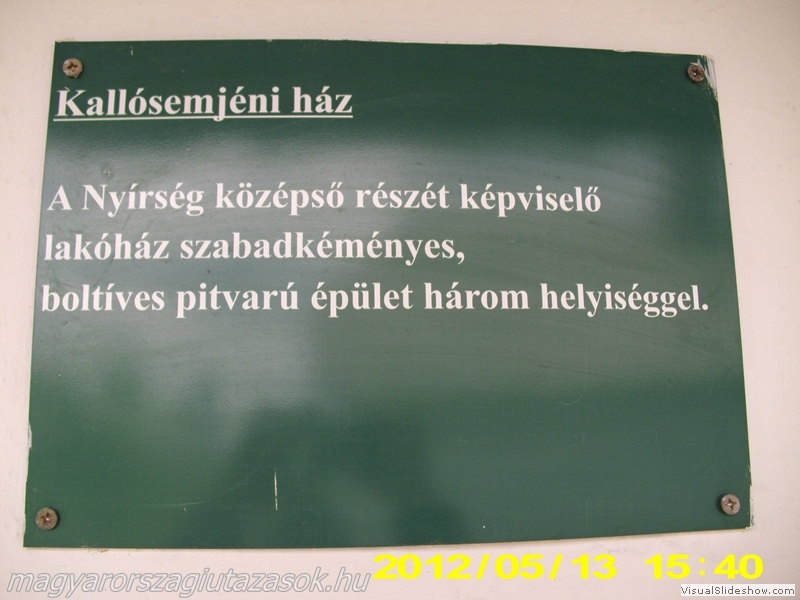 Kallósemjéni ház
A Nyírség középső részét képviselő
lakóház szabadkéményes,
boltíves pitvarú épület három helyiséggel.
2012/05/13 15:40
magyarországiutazasok.hu
VisualSlideshow.com